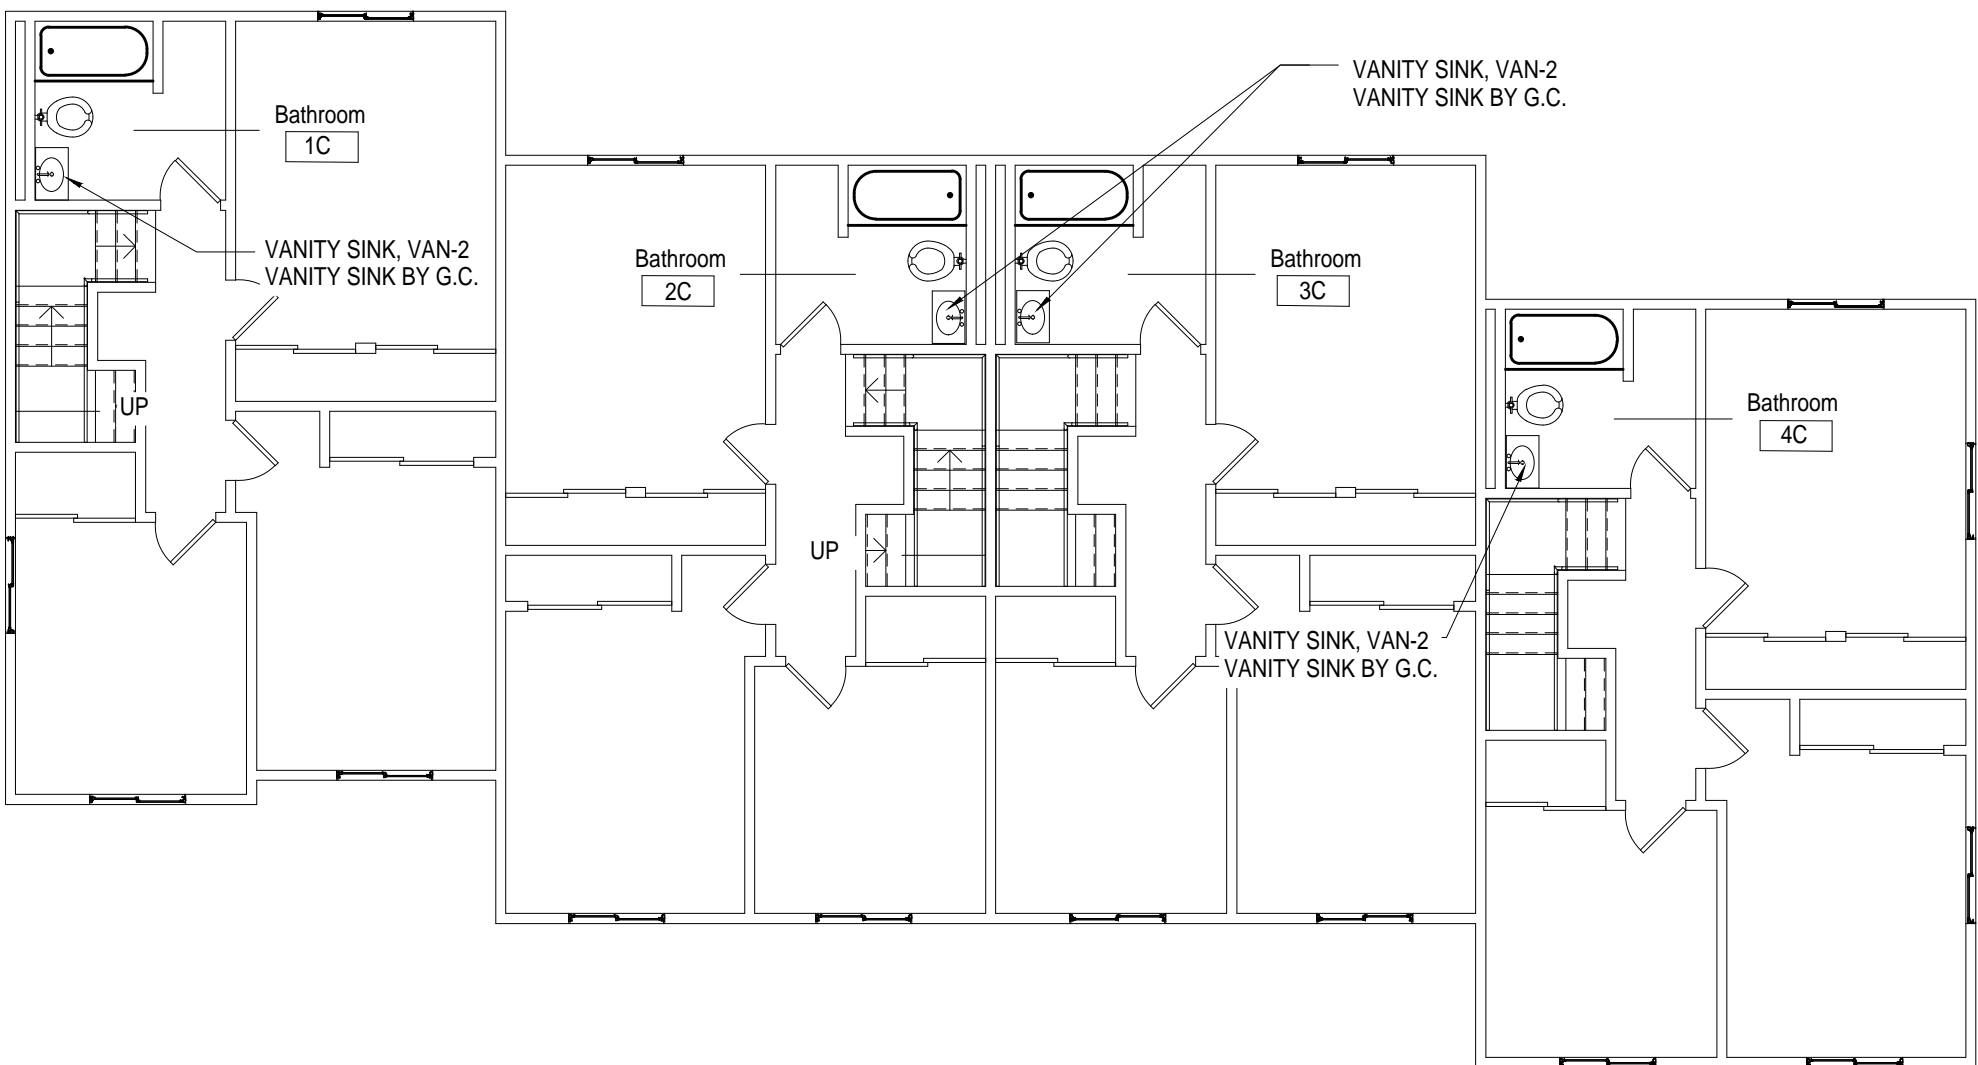 VANITY SINK, VAN-2
VANITY SINK BY G.C.
Bathroom
1C
VANITY SINK, VAN-2
VANITY SINK BY G.C.
Bathroom
2C
Bathroom
3C
UP
Bathroom
4C
UP
VANITY SINK, VAN-2
VANITY SINK BY G.C.